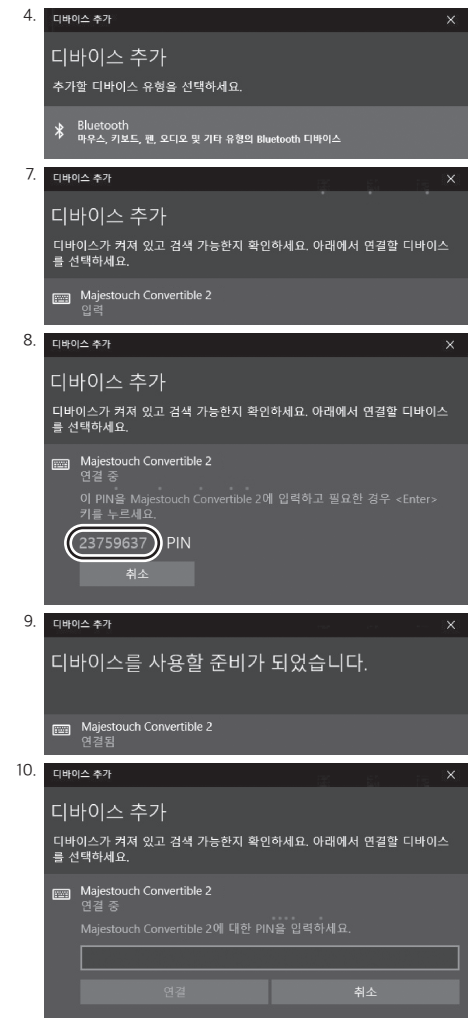 4.
디바이스 추가
디바이스 추가
추가할 디바이스 유형을 선택하세요.
Bluetooth
마우스, 키보드, 펜, 오디오 및 기타 유형의 Bluetooth 디바이스
7.
디바이스 추가
디바이스 추가
디바이스가 켜져 있고 검색 가능한지 확인하세요. 아래에서 연결할 디바이스
를 선택하세요.
Majestouch Convertible 2
입력
8.
디바이스 추가
디바이스 추가
디바이스가 켜져 있고 검색 가능한지 확인하세요. 아래에서 연결할 디바이스
를 선택하세요.
Majestouch Convertible 2
연결 중
이 PIN을 Majestouch Convertible 2에 입력하고 필요한 경우 <Enter>
키를 누르세요.
23759637 PIN
취소
9.
디바이스 추가
디바이스를 사용할 준비가 되었습니다.
Majestouch Convertible 2
연결됨
10.
디바이스 추가
디바이스 추가
디바이스가 켜져 있고 검색 가능한지 확인하세요. 아래에서 연결할 디바이스
를 선택하세요.
Majestouch Convertible 2
연결 중
Majestouch Convertible 2에 대한 PIN을 입력하세요.
연결 취소